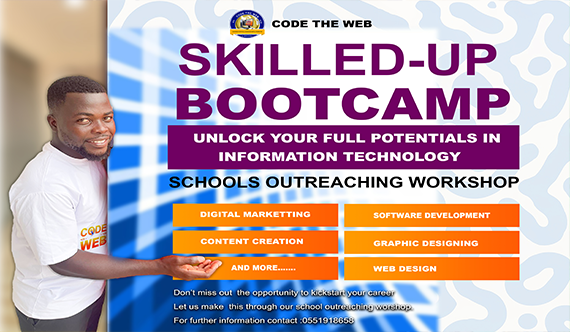 CODE THE WEB
SKILLED-UP
BOOTCAMP
UNLOCK YOUR FULL POTENTIALS IN
INFORMATION TECHNOLOGY
SCHOOLS OUTREACHING WORKSHOP
DIGITAL MARKETTING
SOFTWARE DEVELOPMENT
CONTENT CREATION
GRAPHIC DESIGNING
AND MORE.......
WEB DESIGN
CODE
WEB
Don't miss out the opportunity to kickstart your career
Let us make this through our school outreaching worshop.
For further information contact :0551918658